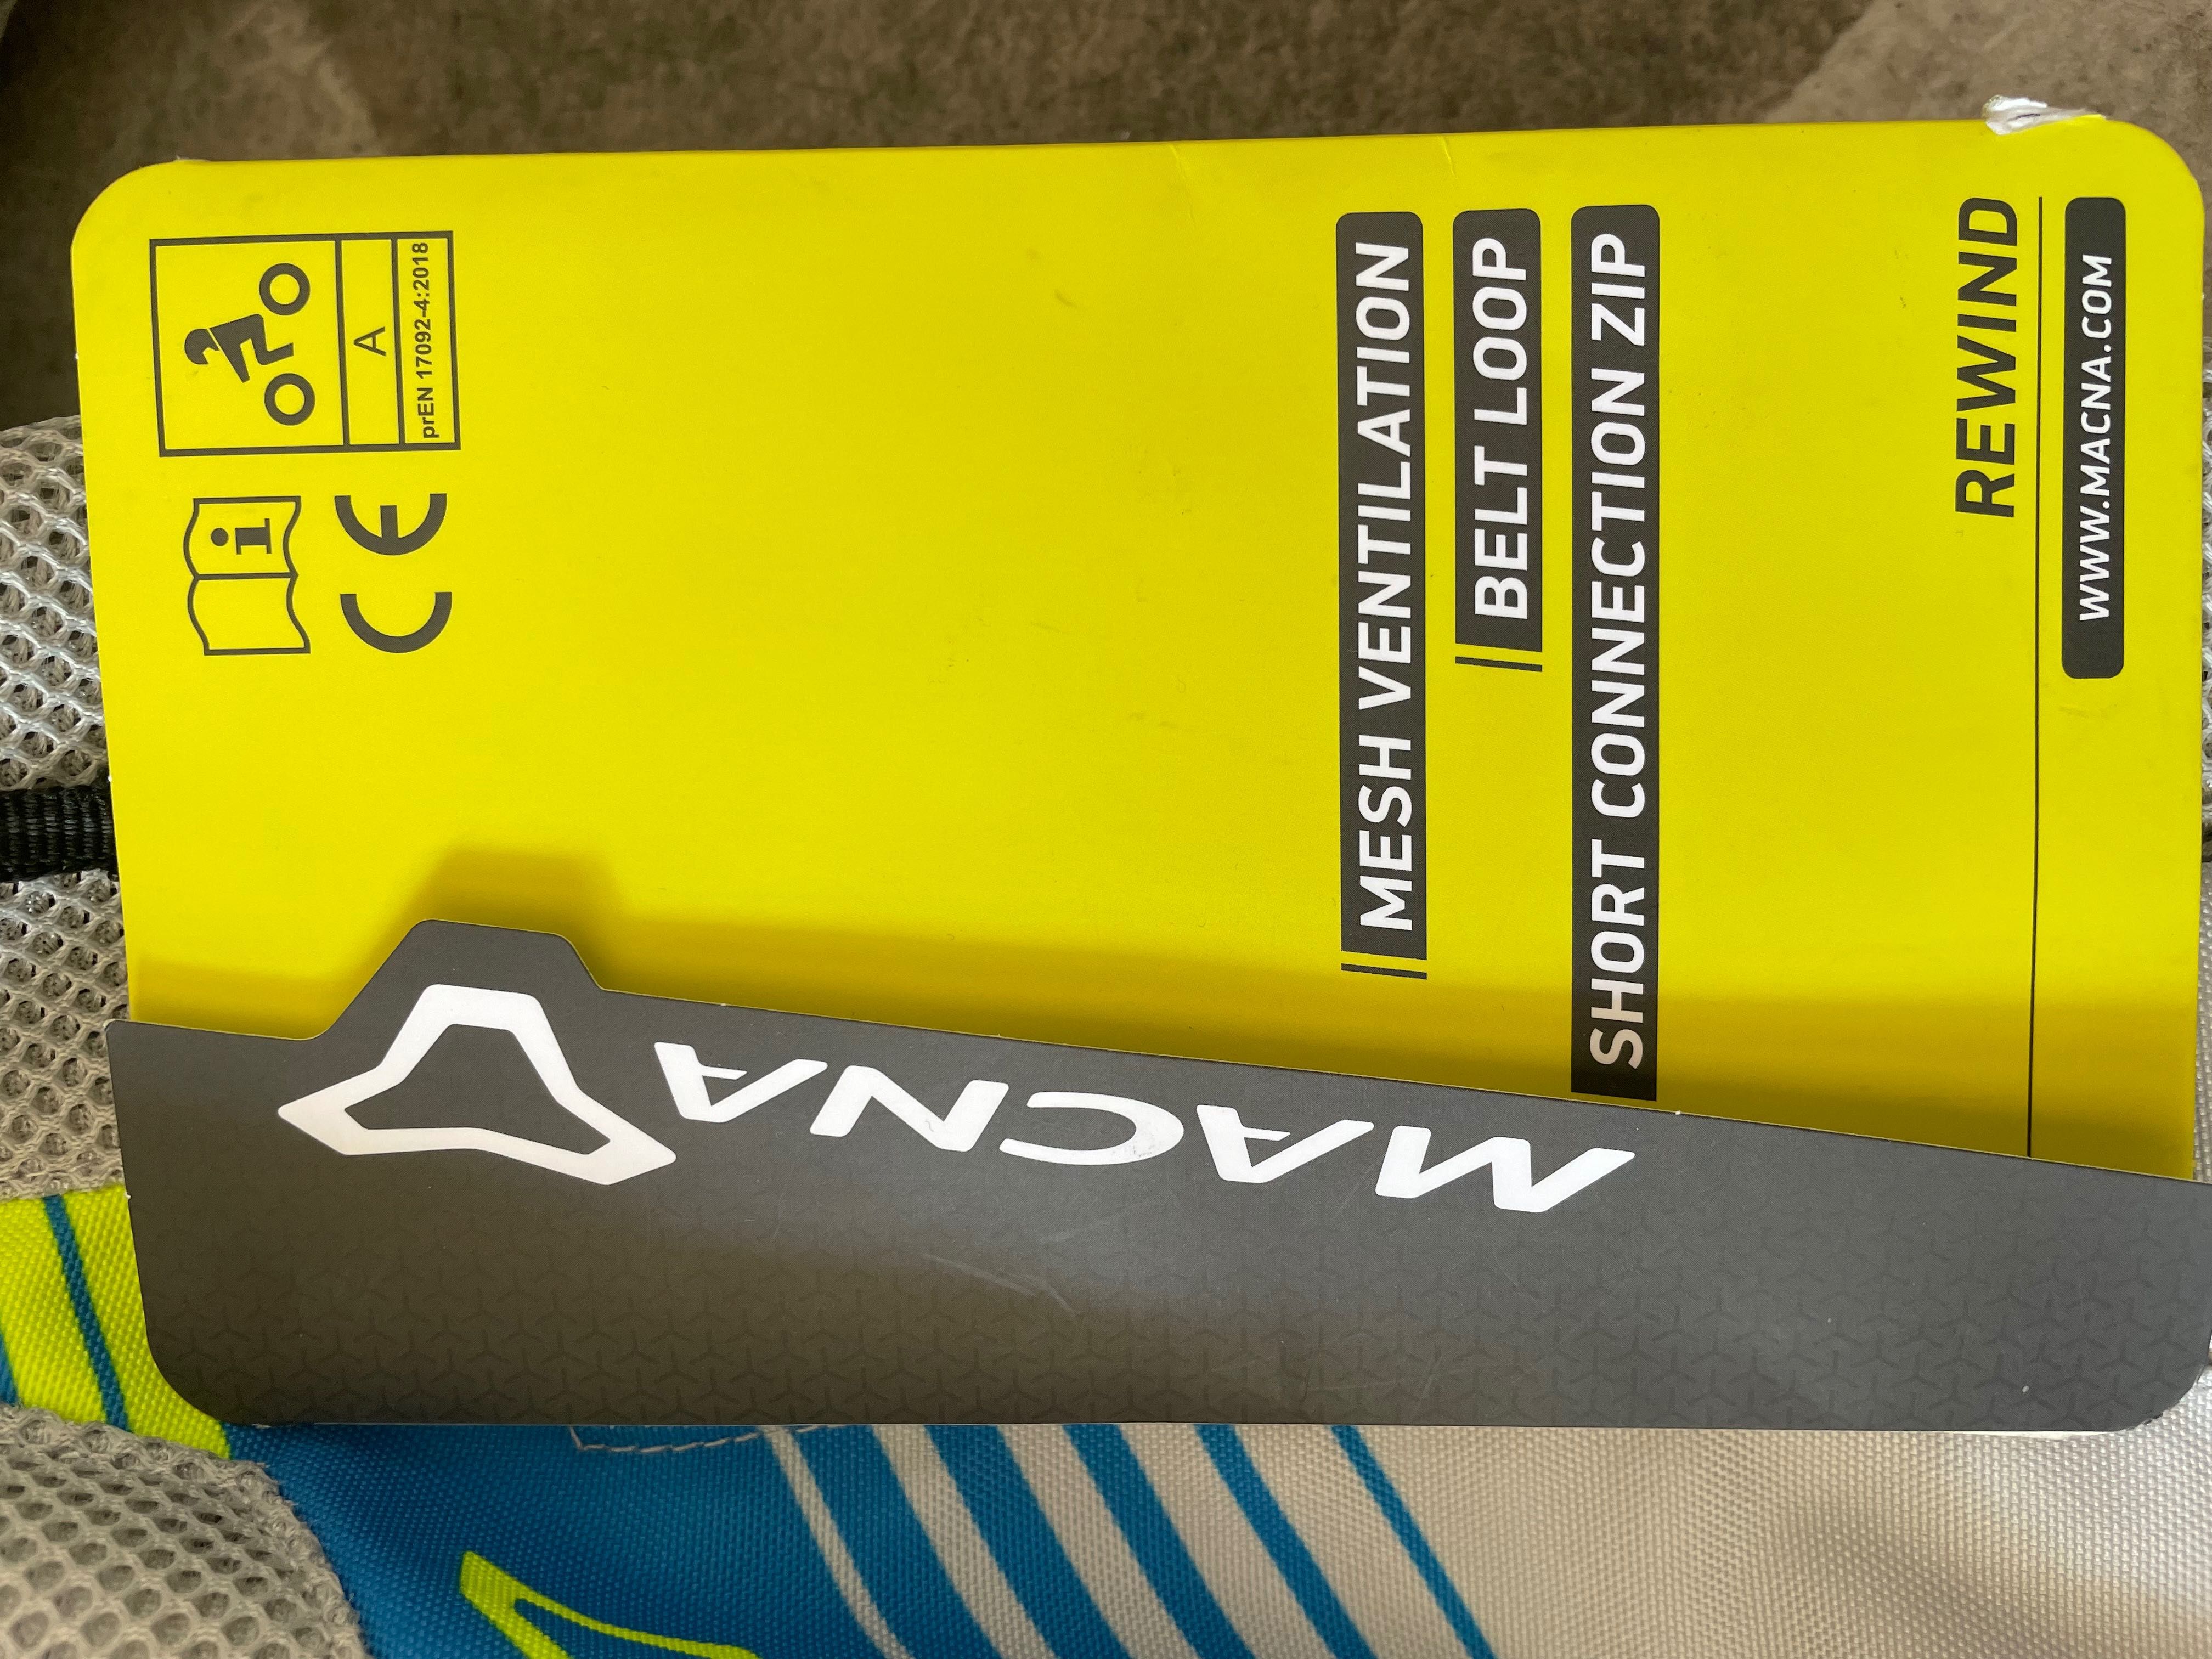 A
prEN 17092-4:2018
i
CE
MESH VENTILATION
BELT LOOP
SHORT CONNECTION ZIP
REWIND
WWW.MACNA.COM
MACNA